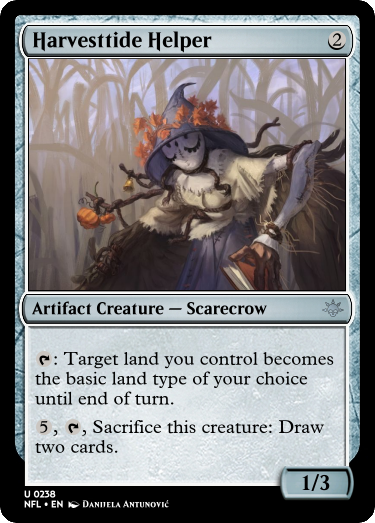 Harvesttide Helper 2
Artifact Creature — Scarecrow
: Target land you control becomes
the basic land type of your choice
until end of turn.
5, , Sacrifice this creature: Draw
two cards.
1/3
U 0238
NFL • EN Danijela Antunović